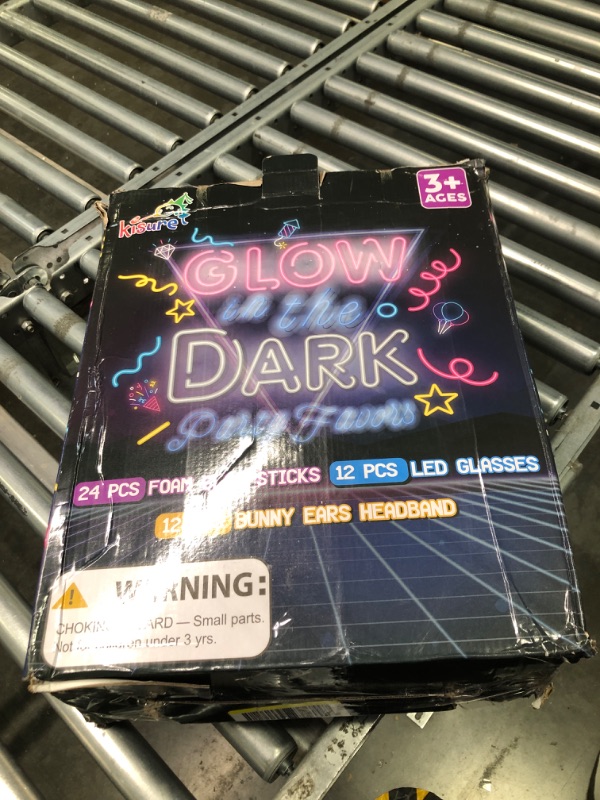 3+
AGES
kisure
GLOW
in the
DARK
Party Favors
24 PCS FOAM STICKS 12 PCS LED GLASSES
12 BUNNY EARS HEADBAND
WARNING:
CHOKING HAZARD — Small parts.
Not for children under 3 yrs.